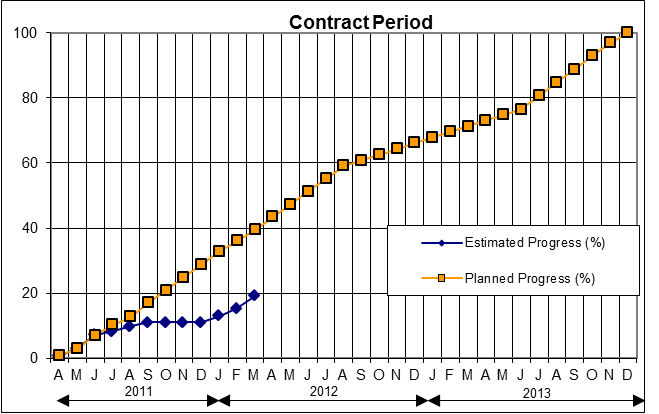 Contract Period
100
80
60
40
20
0
Estimated Progress (%)
Planned Progress (%)
A M J J A S O N D J F M A M J J A S O N D J F M A M J J A S O N D
2011 2012 2013